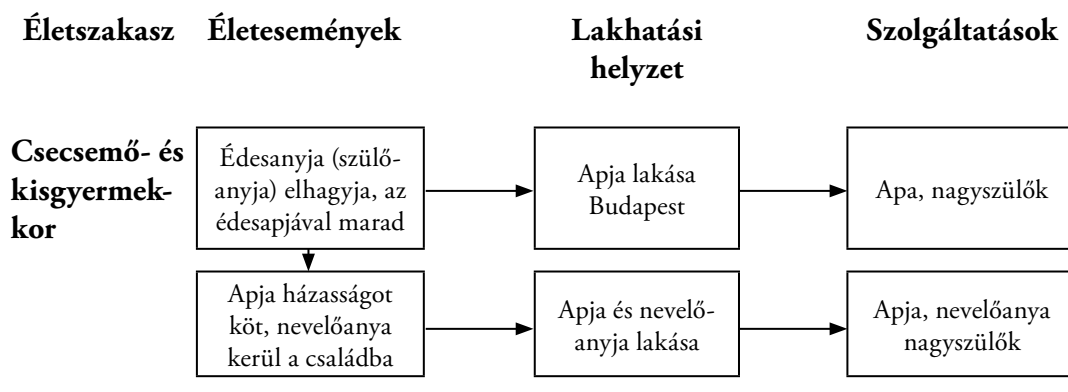 Életszakasz
Életesemények
Lakhatási
helyzet
Szolgáltatások
Csecsemő- és
kisgyermek-
kor
Édesanyja (szülő-
anyja) elhagyja, az
édesapjával marad
Apja lakása
Budapest
Apa, nagyszülők
Apja házasságot
köt, nevelőanya
kerül a családba
Apja és nevelő-
anyja lakása
Apja, nevelőanya
nagyszülők